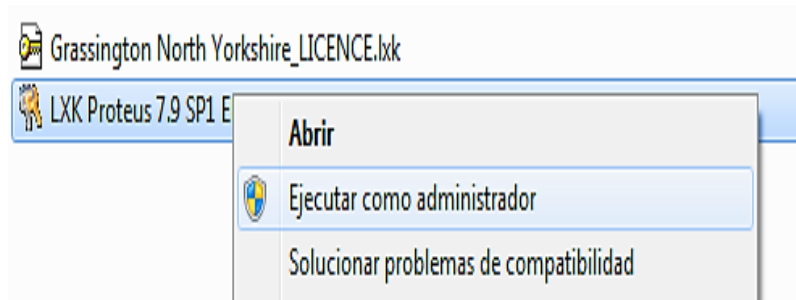 Grassington North Yorkshire_LICENCE.lxk
LXK Proteus 7.9 SP1 E
Abrir
Ejecutar como administrador
Solucionar problemas de compatibilidad